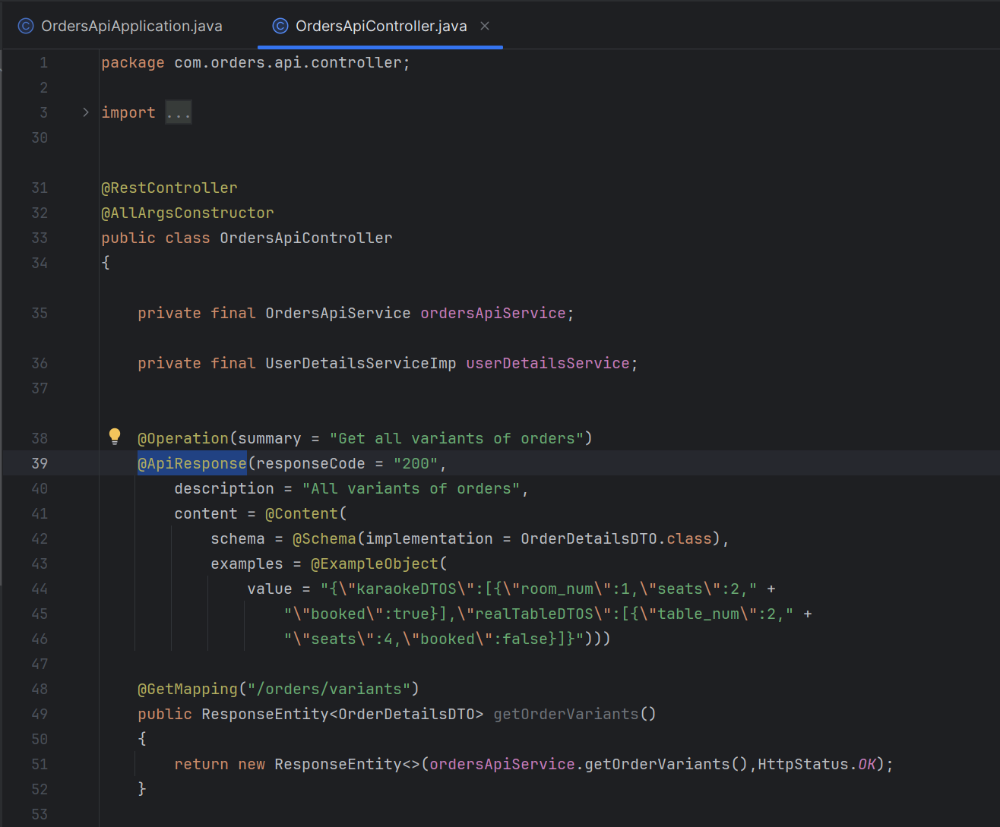 OrdersApiApplication.java OrdersApiController.java
1 package com.orders.api.controller;
2
3 import ...
30
31 @RestController
32 @AllArgsConstructor
33 public class OrdersApiController
34 {
35 private final OrdersApiService ordersApiService;
36 private final UserDetailsServiceImp userDetailsService;
37
38 @Operation(summary = "Get all variants of orders")
39 @ApiResponse(responseCode = "200",
40 description = "All variants of orders",
41 content = @Content(
42 schema = @Schema(implementation = OrderDetailsDTO.class),
43 examples = @ExampleObject(
44 value = "{\"karaokeDTOS\":[{\"room_num\":1,\"seats\":2," +
45 "\"booked\":true}],\"realTableDTOS\":[{\"table_num\":2," +
46 "\"seats\":4,\"booked\":false}]}")))
47
48 @GetMapping("/orders/variants")
49 public ResponseEntity<OrderDetailsDTO> getOrderVariants()
50 {
51 return new ResponseEntity<>(ordersApiService.getOrderVariants(),HttpStatus.OK);
52 }
53